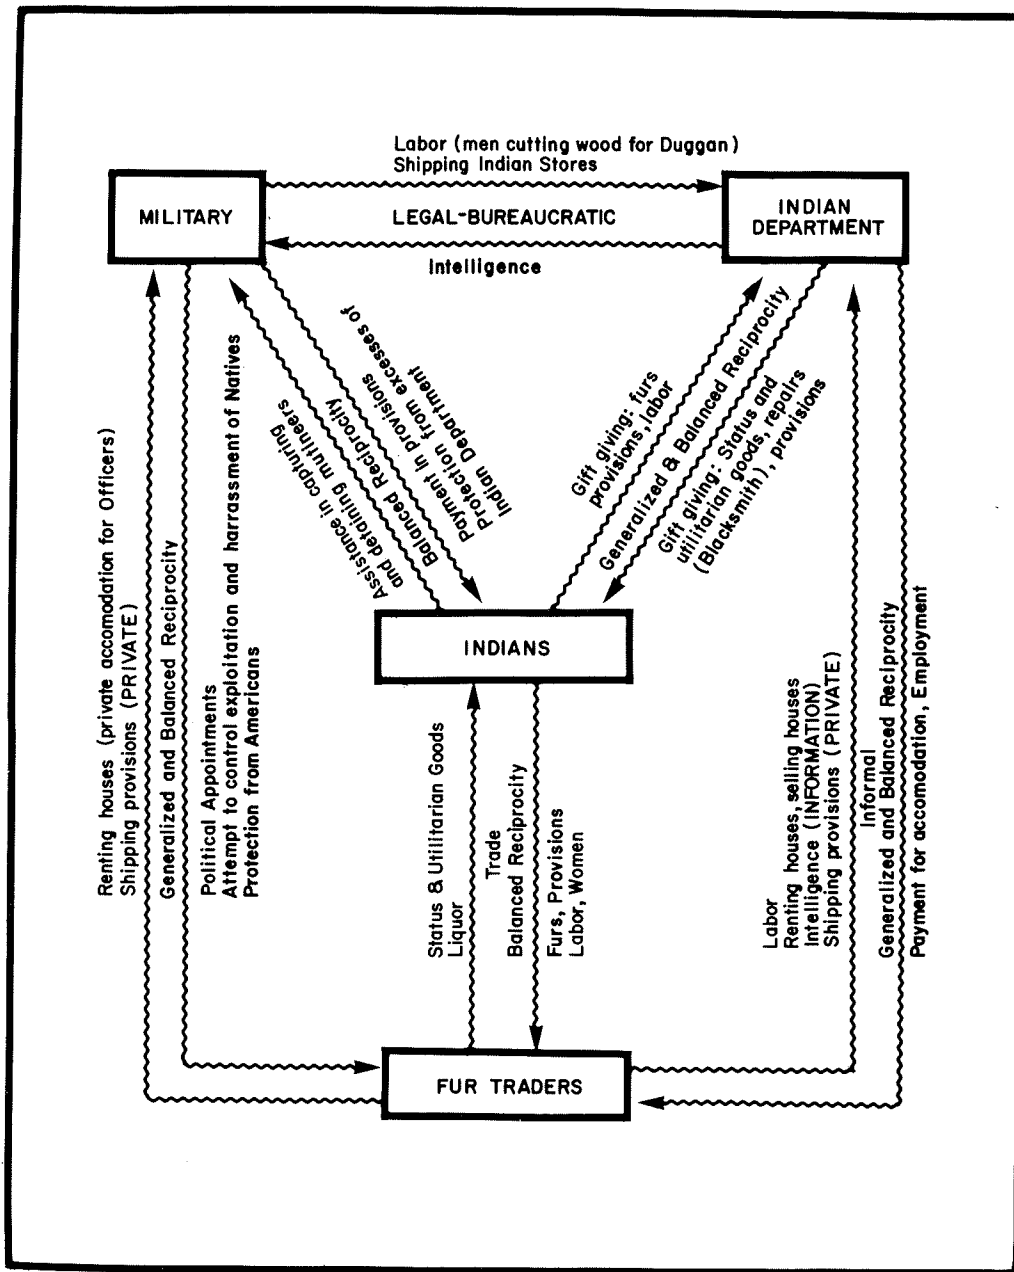 Labor (men cutting wood for Duggan)
Shipping Indian Stores
MILITARY
LEGAL-BUREAUCRATIC
INDIAN
DEPARTMENT
Intelligence
Assistance in capturing
and detaining mutineers
Balanced Reciprocity
Payment in provisions
Protection from excesses of
Indian Department
Gift giving: furs
provisions, labor
Generalized & Balanced Reciprocity
Gift giving: Status and
utilitarian goods, repairs
(Blacksmith), provisions
Renting houses (private accomodation for Officers)
Shipping provisions (PRIVATE)
Generalized and Balanced Reciprocity
Political Appointments
Attempt to control exploitation and harrassment of Natives
Protection from Americans
INDIANS
Status & Utilitarian Goods
Liquor
Trade
Balanced Reciprocity
Furs, Provisions
Labor, Women
Labor
Renting houses, selling houses
Intelligence (INFORMATION)
Shipping provisions (PRIVATE)
Informal
Generalized and Balanced Reciprocity
Payment for accomodation, Employment
FUR TRADERS